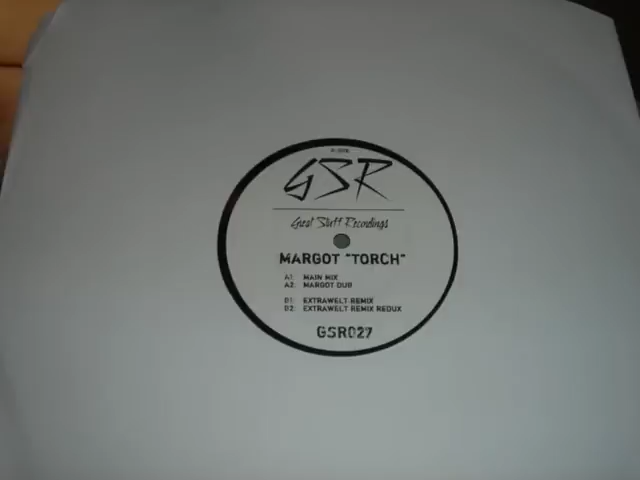 GSR
Great Stuff Recordings
MARGOT "TORCH"
A1: MAIN MIX
A2: MARGOT DUB
B1: EXTRAWELT REMIX
B2: EXTRAWELT REMIX REDUX
GSR027